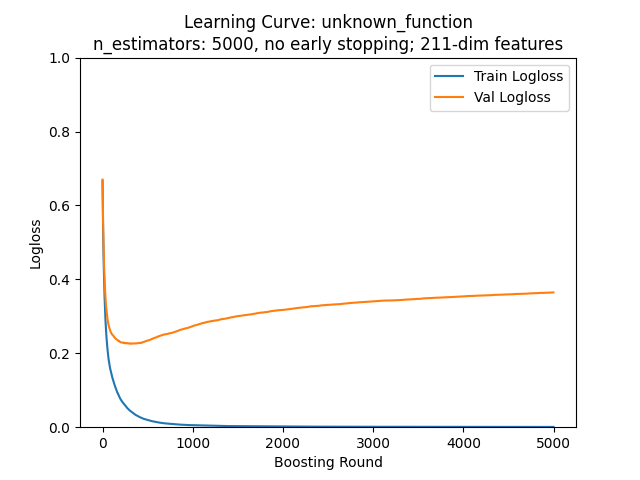 Learning Curve: unknown_function
n_estimators: 5000, no early stopping; 211-dim features
Train Logloss
Val Logloss
1.0
0.8
0.6
0.4
0.2
0.0
Logloss
0 1000 2000 3000 4000 5000
Boosting Round